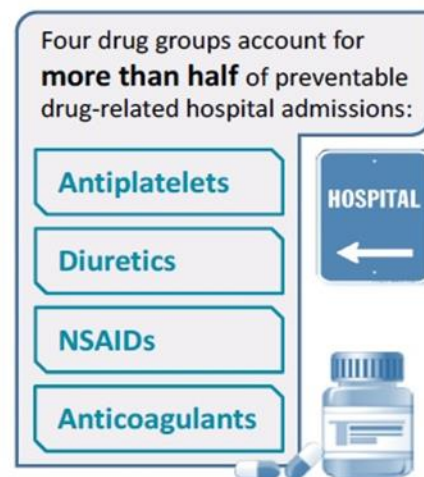 Four drug groups account for
more than half of preventable
drug-related hospital admissions:
Antiplatelets
HOSPITAL
Diuretics
NSAIDs
Anticoagulants